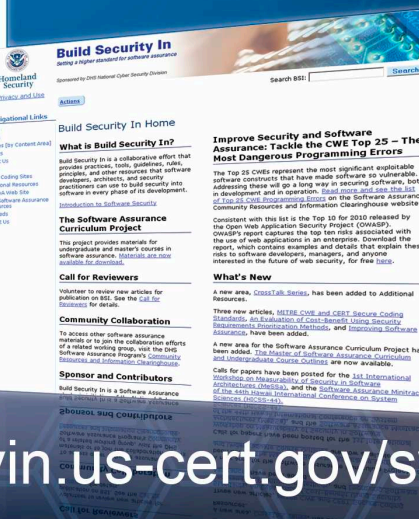 Build Security In
Setting a higher standard for software assurance
Homeland
Security
Sponsored by DHS National Cyber Security Division
Search BSI:
Search
Privacy and Use
Actions
Navigational Links
[to Content Area]
Us
Coding Sites
Resources
Software Assurance
Us
Build Security In Home
What is Build Security In?
Build Security In is a collaborative effort that
provides practices, tools, guidelines, rules,
principles, and other resources that software
developers, architects, and security
practitioners can use to build security into
software in every phase of its development.
Introduction to Software Security
The Software Assurance
Curriculum Project
This project provides materials for
undergraduate and master's courses in
software assurance. Materials are now
available for download.
Call for Reviewers
Volunteer to review new articles for
publication on BSI. See the Call for
Reviewers for details.
Community Collaboration
To access other software assurance
materials or to join the collaboration efforts
of a related working group, visit the DHS
Software Assurance Program's Community
Resources and Information Clearinghouse.
Sponsor and Contributors
Build Security In is a Software Assurance
Improve Security and Software
Assurance: Tackle the CWE Top 25 – The
Most Dangerous Programming Errors
The Top 25 CWEs represent the most significant exploitable
software constructs that have made software so vulnerable.
Addressing these will go a long way in securing software, both
in development and in operation. Read more and see the list
of Top 25 CWE Programming Errors on the Software Assurance
Community Resources and Information Clearinghouse website
Consistent with this list is the Top 10 for 2010 released by
the Open Web Application Security Project (OWASP).
OWASP's report captures the top ten risks associated with
the use of web applications in an enterprise. Download the
report, which contains examples and details that explain these
risks to software developers, managers, and anyone
interested in the future of web security, for free here.
What's New
A new area, CrossTalk Series, has been added to Additional
Resources.
Three new articles, MITRE CWE and CERT Secure Coding
Standards, An Evaluation of Cost-Benefit Using Security
Requirements Prioritization Methods, and Improving Software
Assurance, have been added.
A new area for the Software Assurance Curriculum Project has
been added. The Master of Software Assurance Curriculum
and Undergraduate Course Outlines are now available.
Calls for papers have been posted for the 1st International
Workshop on Measurability of Security in Software
Architectures (MeSSA), and the Software Assurance Minitrack
of the 44th Hawaii International Conference on System
Sciences (HICSS-44).
in.us-cert.gov/s